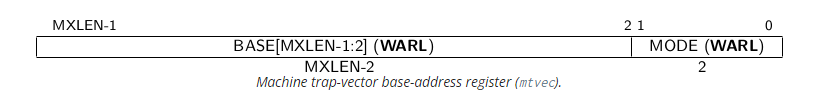 MXLEN-1 2 1 0
BASE[MXLEN-1:2] (WARL) MODE (WARL)
MXLEN-2 2
Machine trap-vector base-address register (mtvec).